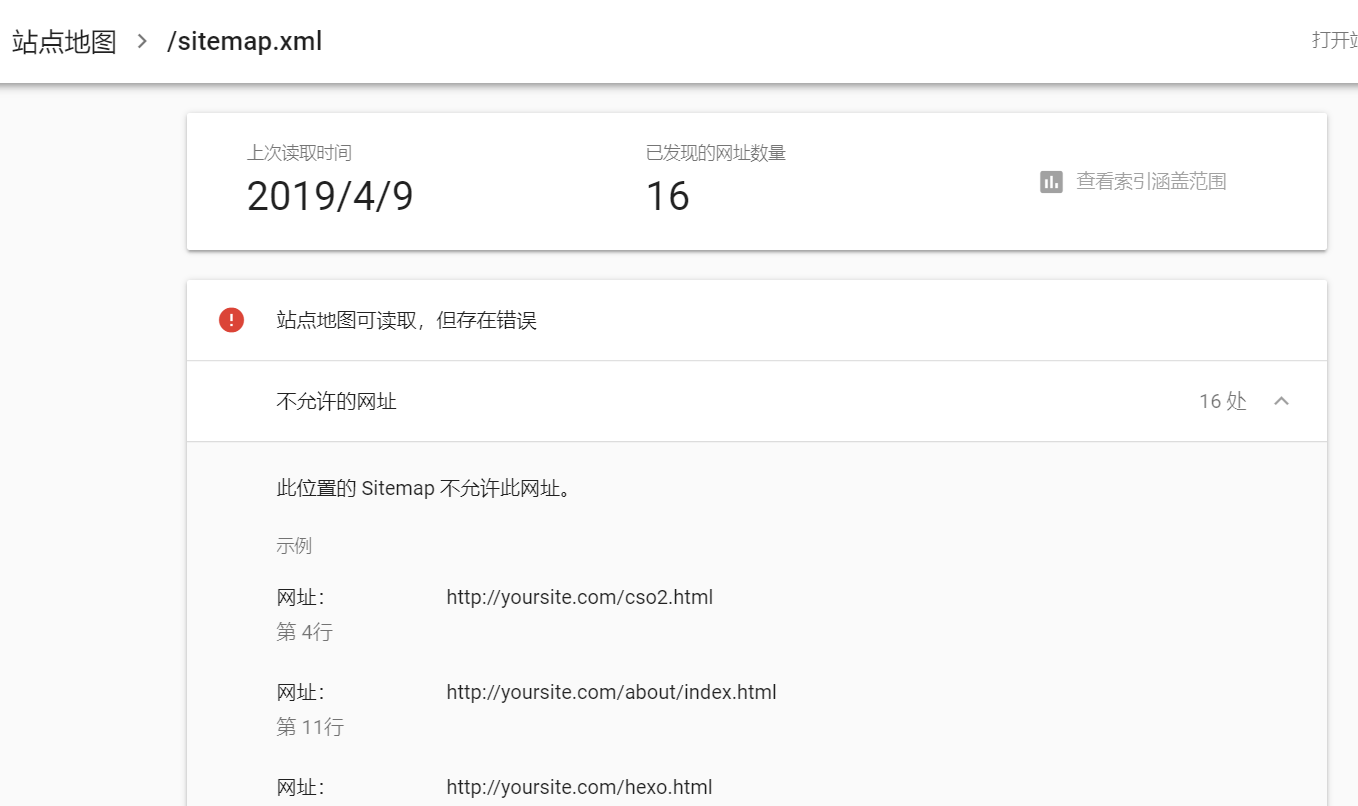 站点地图 > /sitemap.xml 打开站
上次读取时间 已发现的网址数量
2019/4/9 16 查看索引涵盖范围
站点地图可读取，但存在错误
不允许的网址 16 处
此位置的 Sitemap 不允许此网址。
示例
网址： http://yoursite.com/cso2.html
第 4行
网址： http://yoursite.com/about/index.html
第 11行
网址： http://yoursite.com/hexo.html